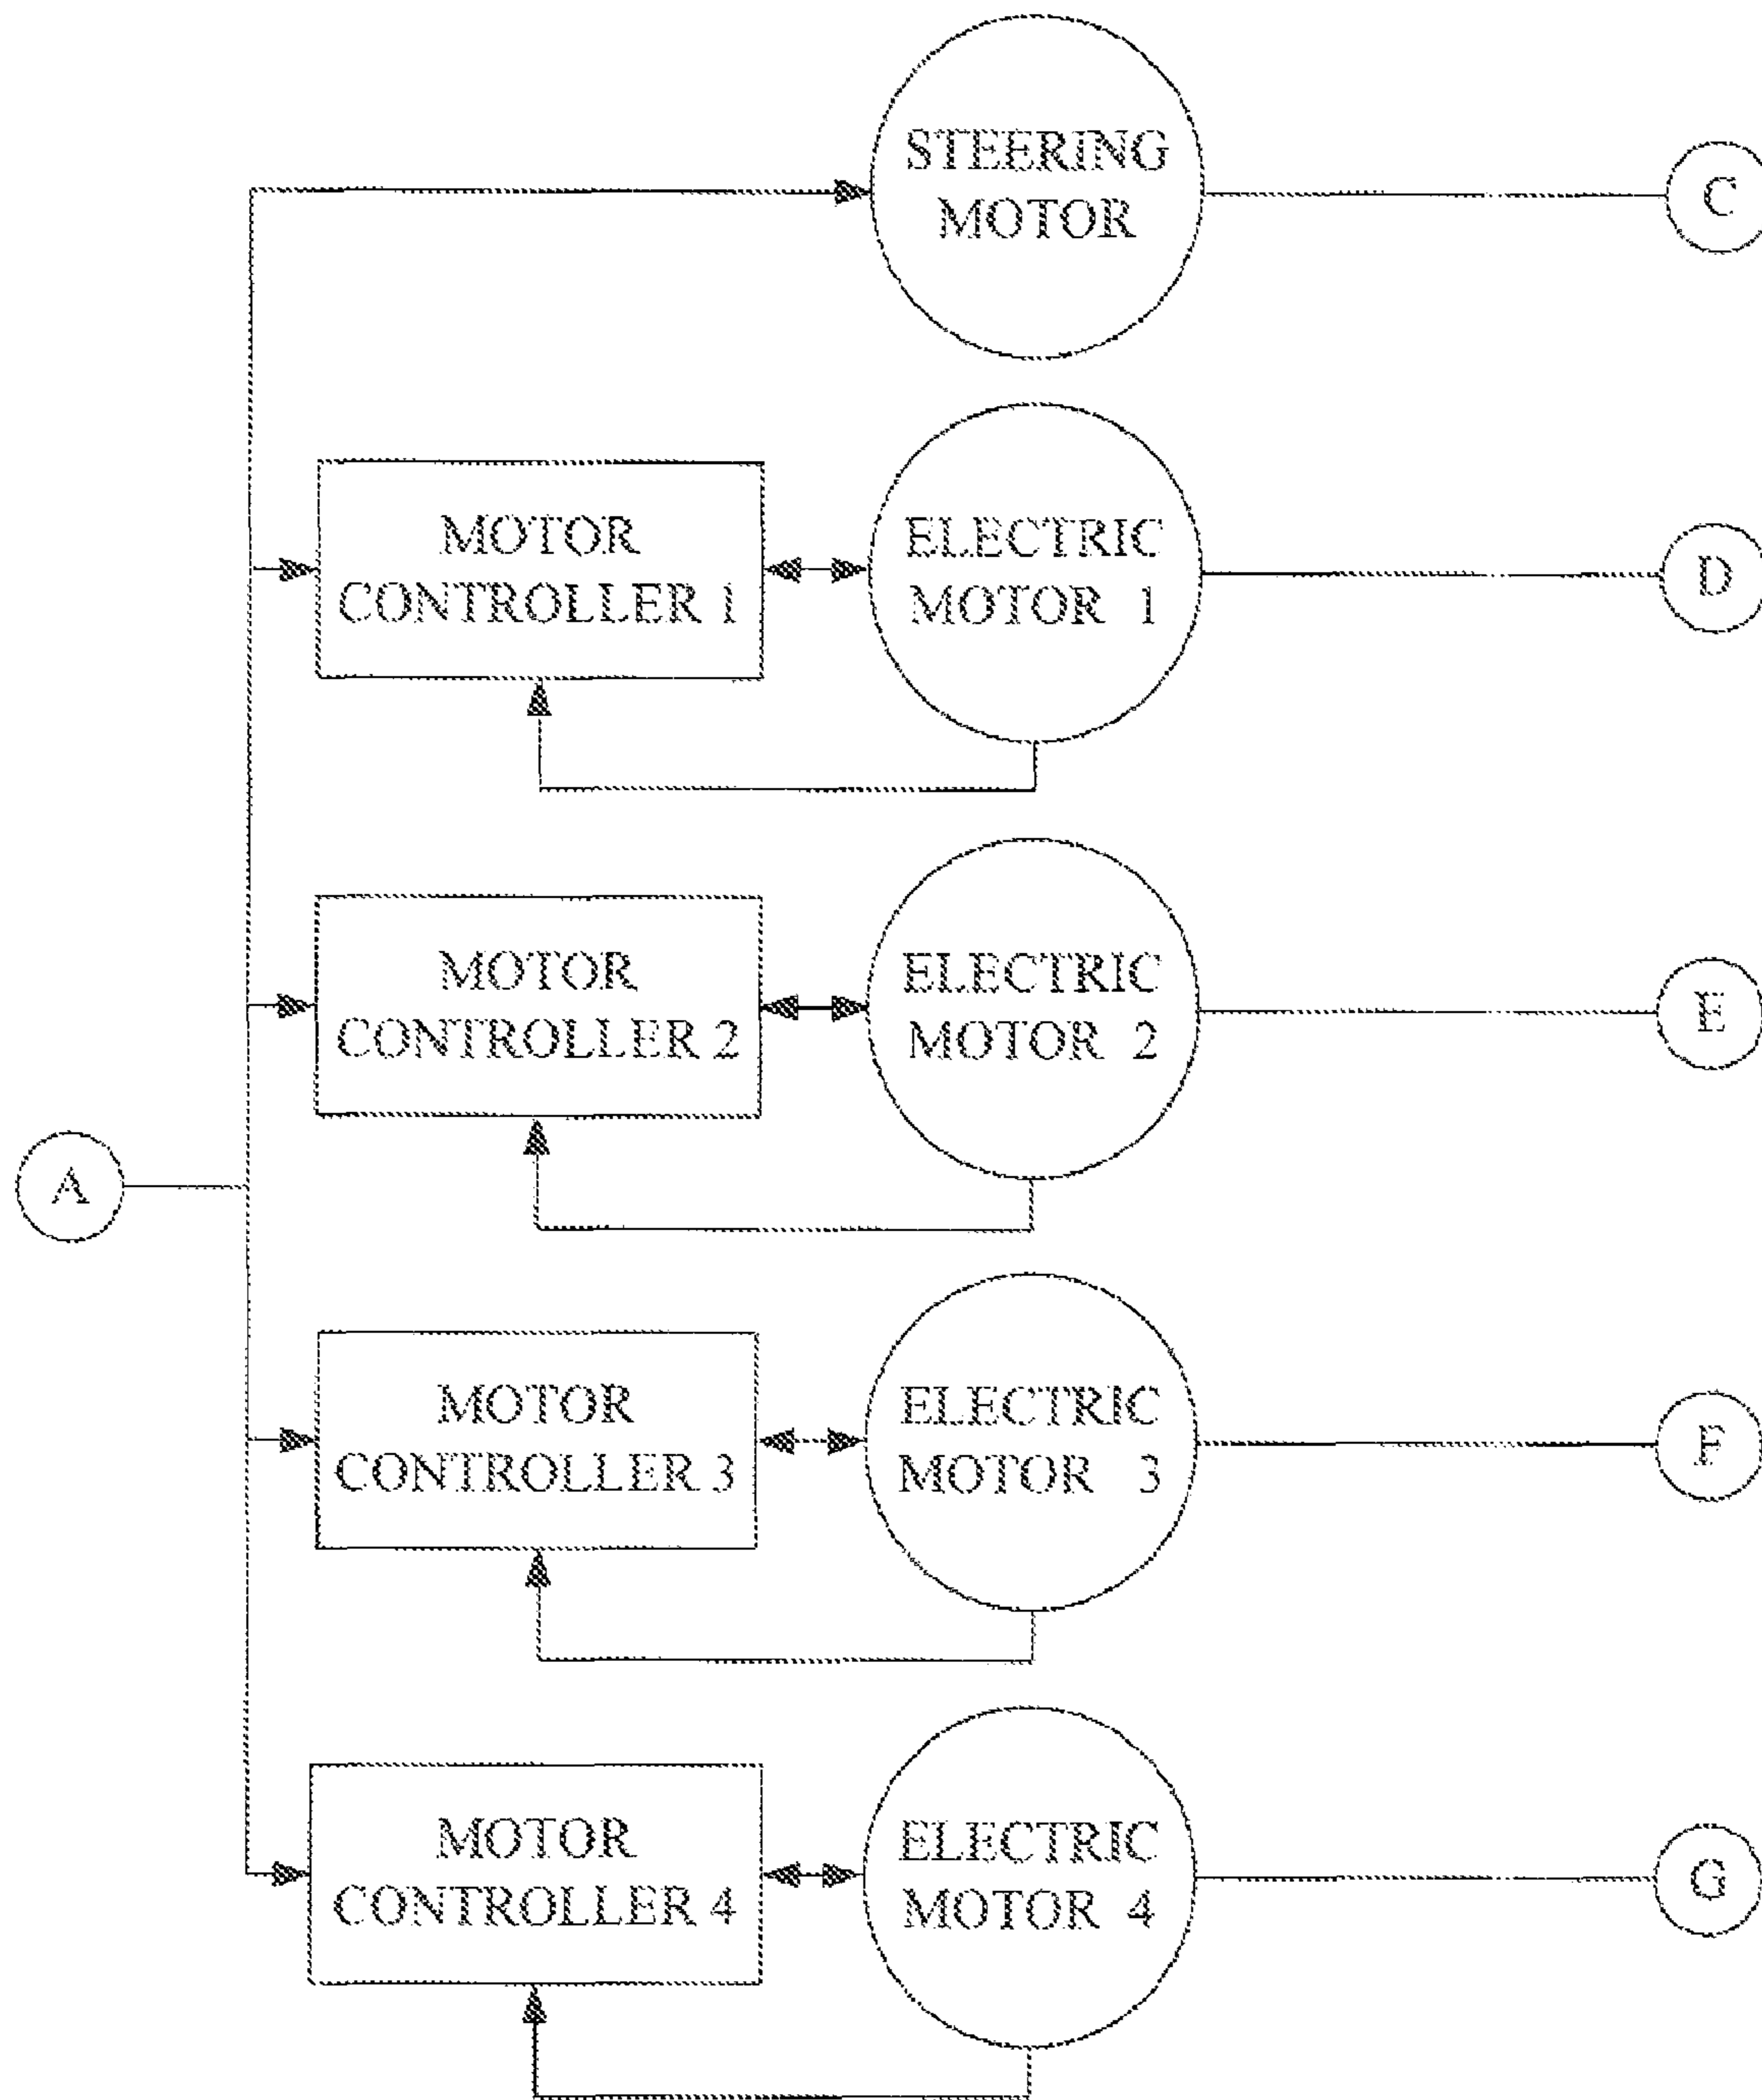 STEERING
MOTOR
C
MOTOR
CONTROLLER 1
ELECTRIC
MOTOR 1
D
MOTOR
CONTROLLER 2
ELECTRIC
MOTOR 2
E
A
MOTOR
CONTROLLER 3
ELECTRIC
MOTOR 3
F
MOTOR
CONTROLLER 4
ELECTRIC
MOTOR 4
G